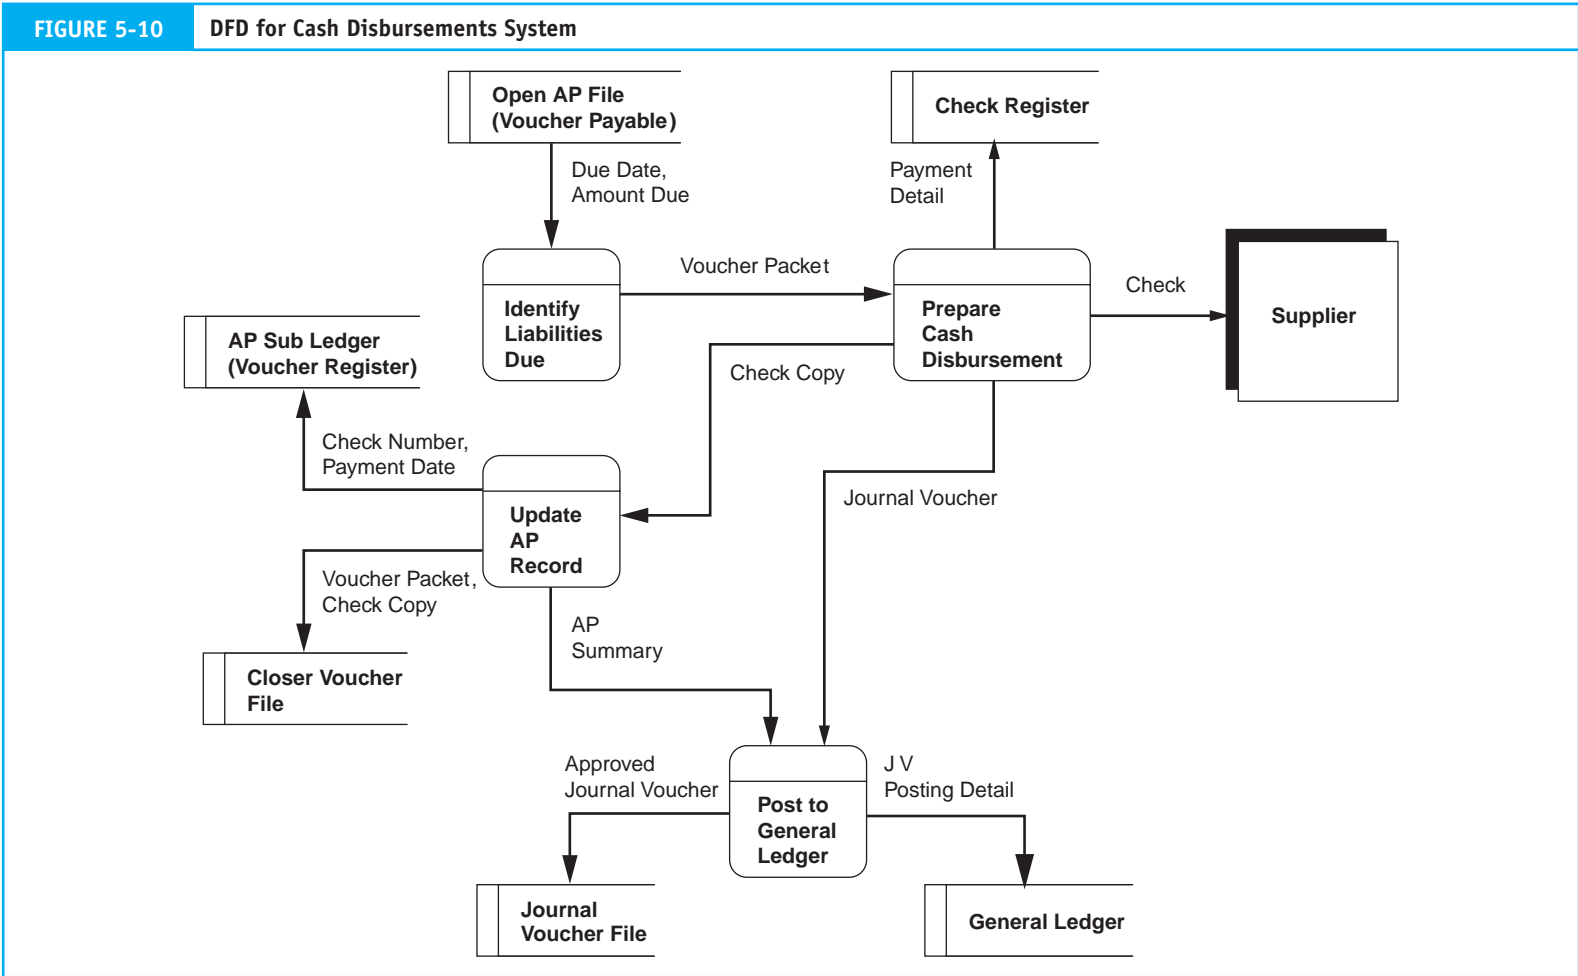 FIGURE 5-10
DFD for Cash Disbursements System
Open AP File
(Voucher Payable)
Check Register
Due Date,
Amount Due
Payment
Detail
Voucher Packet
Check
Identify
Liabilities
Due
Prepare
Cash
Disbursement
Supplier
AP Sub Ledger
(Voucher Register)
Check Copy
Check Number,
Payment Date
Journal Voucher
Update
AP
Record
Voucher Packet,
Check Copy
AP
Summary
Closer Voucher
File
Approved
Journal Voucher
J V
Posting Detail
Post to
General
Ledger
Journal
Voucher File
General Ledger